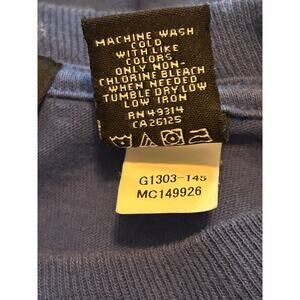 MACHINE WASH
COLD
WITH LIKE
COLORS
ONLY NON-
CHLORINE BLEACH
WHEN NEEDED
TUMBLE DRY LOW
LOW IRON
RN 49314
CA 26125
G1303-145
MC149926